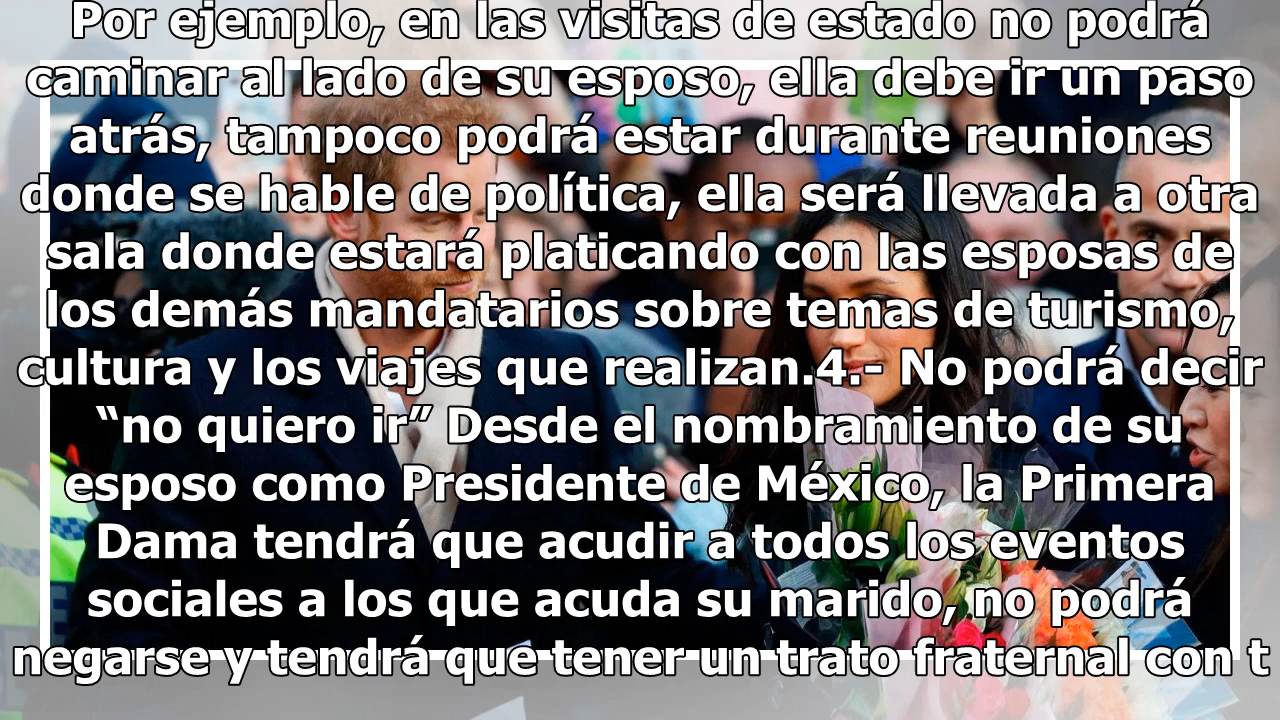 Por ejemplo, en las visitas de estado no podrá
caminar al lado de su esposo, ella debe ir un paso
atrás, tampoco podrá estar durante reuniones
donde se hable de política, ella será llevada a otra
sala donde estará platicando con las esposas de
los demás mandatarios sobre temas de turismo,
cultura y los viajes que realizan.4.- No podrá decir
“no quiero ir” Desde el nombramiento de su
esposo como Presidente de México, la Primera
Dama tendrá que acudir a todos los eventos
sociales a los que acuda su marido, no podrá
negarse y tendrá que tener un trato fraternal con t